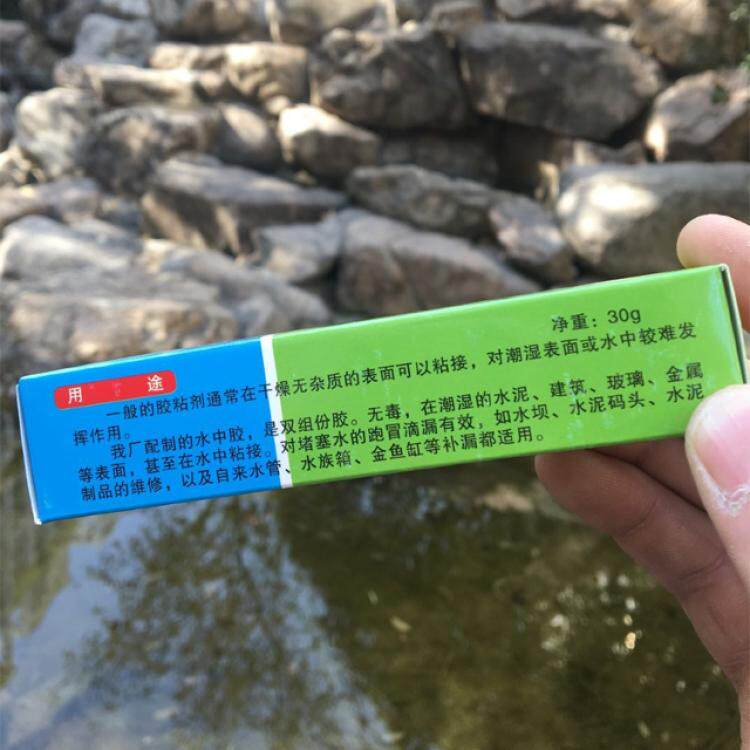 净重：30g
用途
一般的胶粘剂通常在干燥无杂质的表面可以粘接，对潮湿表面或水中较难发
挥作用。
我厂配制的水中胶，是双组份胶。无毒，在潮湿的水泥、建筑、玻璃、金属
等表面，甚至在水中粘接。对堵塞水的跑冒滴漏有效，如水坝、水泥码头、水泥
制品的维修，以及自来水管、水族箱、金鱼缸等补漏都适用。